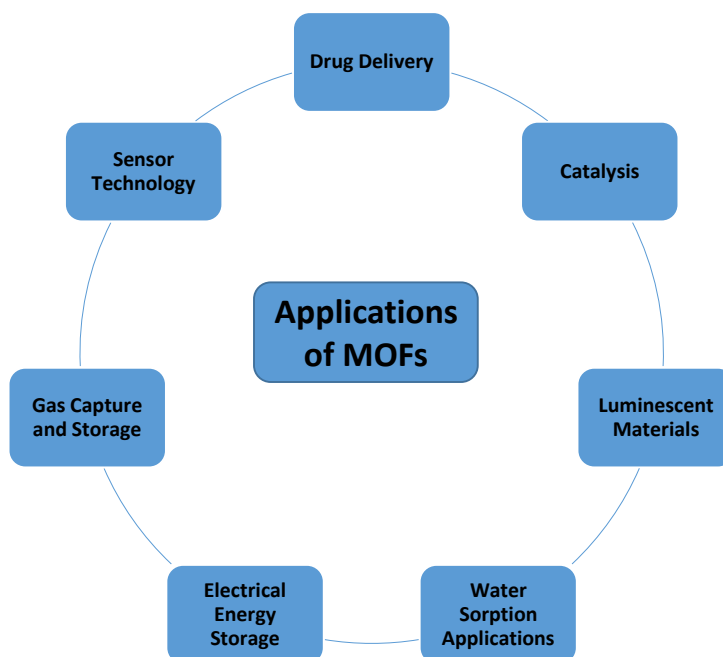 Drug Delivery
Catalysis
Luminescent
Materials
Water
Sorption
Applications
Electrical
Energy
Storage
Gas Capture
and Storage
Sensor
Technology
Applications
of MOFs